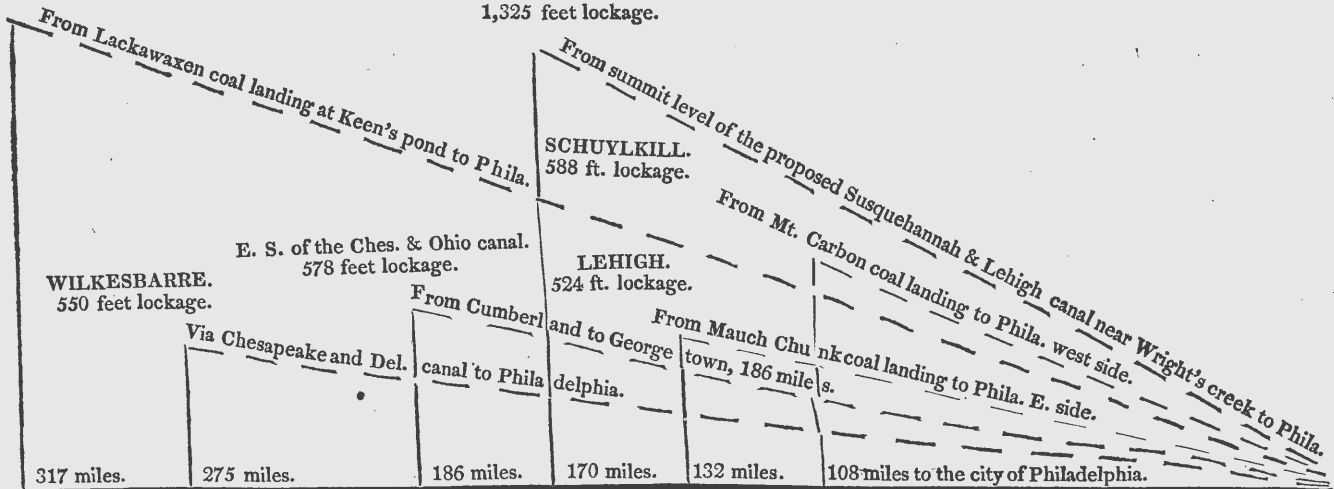 1,325 feet lockage.
From Lackawaxen coal landing at Keen's pond to Phila.
From summit level of the proposed Susquehannah & Lehigh canal near Wright's creek to Phila.
SCHUYLKILL.
588 ft. lockage.
From Mt. Carbon coal landing to Phila. west side.
E. S. of the Ches. & Ohio canal.
578 feet lockage.
LEHIGH.
524 ft. lockage.
WILKESBARRE.
550 feet lockage.
From Cumberland to George town, 186 miles.
From Mauch Chunk coal landing to Phila. E. side.
Via Chesapeake and Del. canal to Philadelphia.
317 miles.
275 miles.
186 miles.
170 miles.
132 miles.
108 miles to the city of Philadelphia.